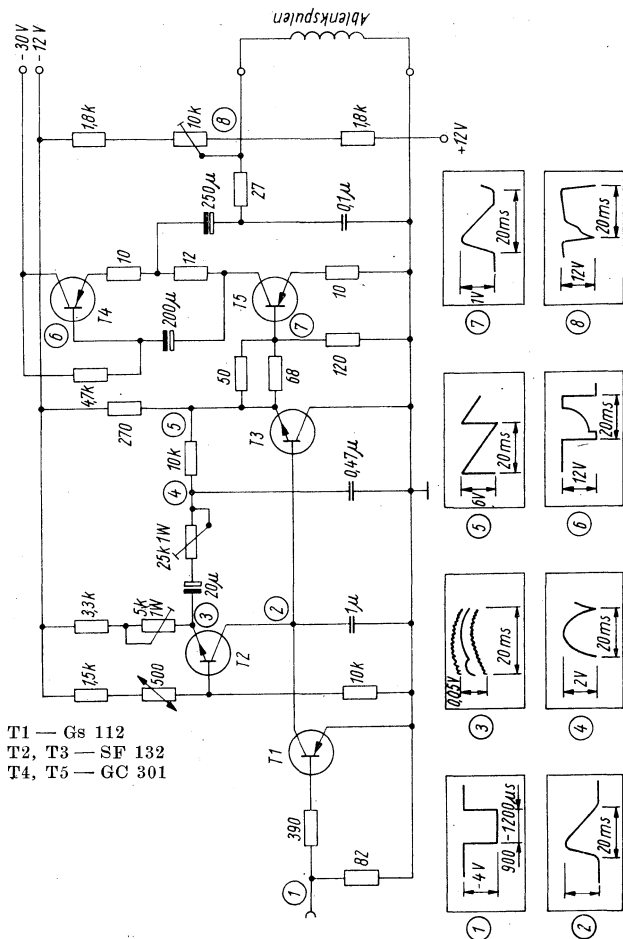 -30V
-12V
1,5k
500
3,3k
5k
1W
270
1,8k
10k
8
6
T4
10
12
200µ
250µ
27
0,1µ
Ablenkspulen
3
20µ
25k 1W
4
10k
5
50
68
7
T5
10
120
1,8k
+12V
T2
2
T3
0,47µ
10k
1µ
T1
390
1
82
T1 — Gs 112
T2, T3 — SF 132
T4, T5 — GC 301
1
-4V
900 -1200µs
3
0,05V
20ms
5
6V
20ms
7
1V
20ms
2
20ms
4
2V
20ms
6
12V
20ms
8
12V
20ms